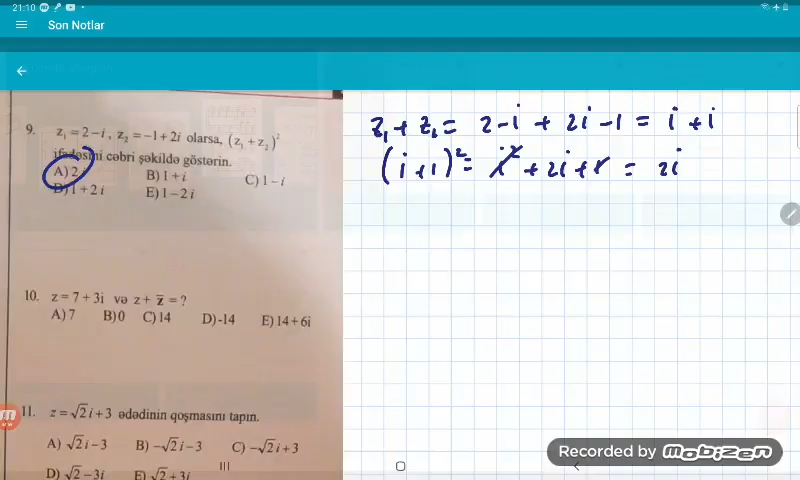 21:10
Son Notlar
9. z₁ = 2 − i , z₂ = −1 + 2i olarsa, (z₁ + z₂)²
ifadəsini cəbri şəkildə göstərin.
A) 2i B) 1 + i C) 1 − i
D) 1 + 2i E) 1 − 2i
10. z = 7 + 3i və z + z̄ = ?
A) 7 B) 0 C) 14 D) -14 E) 14 + 6i
11. z = √2 i + 3 ədədinin qoşmasını tapın.
A) √2 i − 3 B) −√2 i − 3 C) −√2 i + 3
D) √2 − 3i E) √2 + 3i
z₁ + z₂ = 2 − i + 2i − 1 = i + i
(i + 1)² = i² + 2i + 1 = 2i
Recorded by mobizen